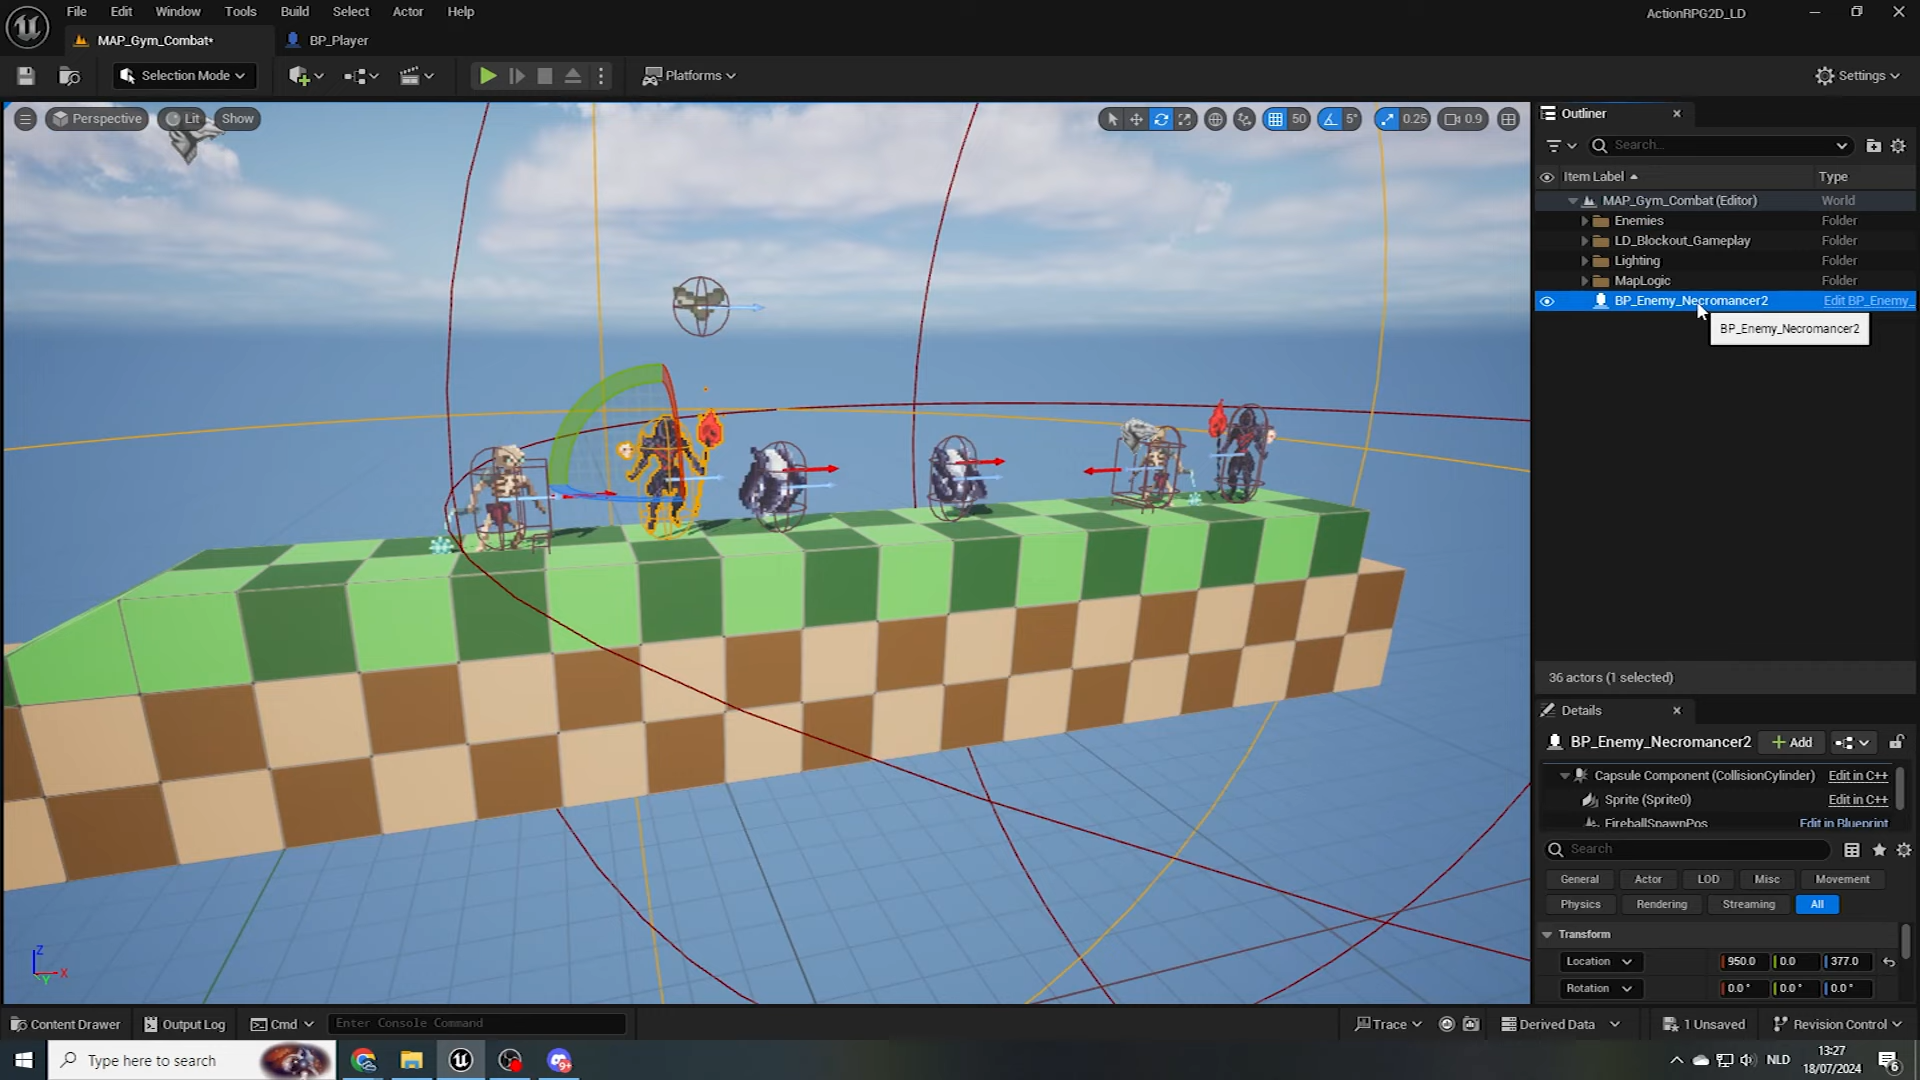 File Edit Window Tools Build Select Actor Help
ActionRPG2D_LD
MAP_Gym_Combat*
BP_Player
Selection Mode
Platforms
Settings
Perspective
Lit
Show
50
5°
0.25
0.9
Outliner
Search...
Item Label
Type
MAP_Gym_Combat (Editor)
World
Enemies
Folder
LD_Blockout_Gameplay
Folder
Lighting
Folder
MapLogic
Folder
BP_Enemy_Necromancer2
Edit BP_Enemy_
BP_Enemy_Necromancer2
36 actors (1 selected)
Details
BP_Enemy_Necromancer2
Add
Capsule Component (CollisionCylinder)
Edit in C++
Sprite (Sprite0)
Edit in C++
FireballSpawnPos
Edit in Blueprint
Search
General
Actor
LOD
Misc
Movement
Physics
Rendering
Streaming
All
Transform
Location
950.0
0.0
377.0
Rotation
0.0°
0.0°
0.0°
Z
X
Y
Content Drawer
Output Log
Cmd
Enter Console Command
Trace
Derived Data
1 Unsaved
Revision Control
Type here to search
NLD
13:27
18/07/2024
6